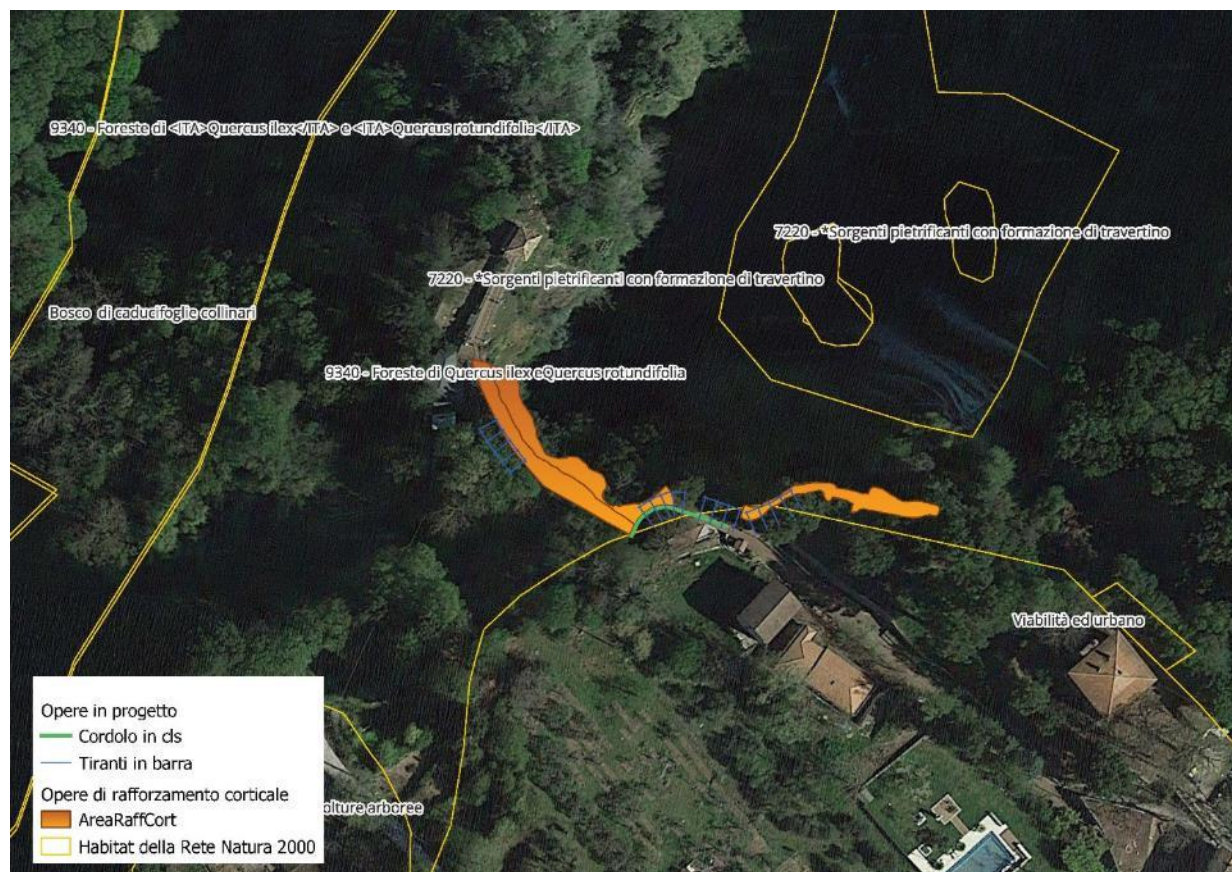 9340 - Foreste di <ITA>Quercus ilex</ITA> e <ITA>Quercus rotundifolia</ITA>
7220 - *Sorgenti pietrificanti con formazione di travertino
7220 - *Sorgenti pietrificanti con formazione di travertino
Bosco di caducifoglie collinari
9340 - Foreste di Quercus ilex eQuercus rotundifolia
Viabilità ed urbano
Opere in progetto
Cordolo in cls
Tiranti in barra
Opere di rafforzamento corticale
AreaRaffCort
Habitat della Rete Natura 2000
olture arboree